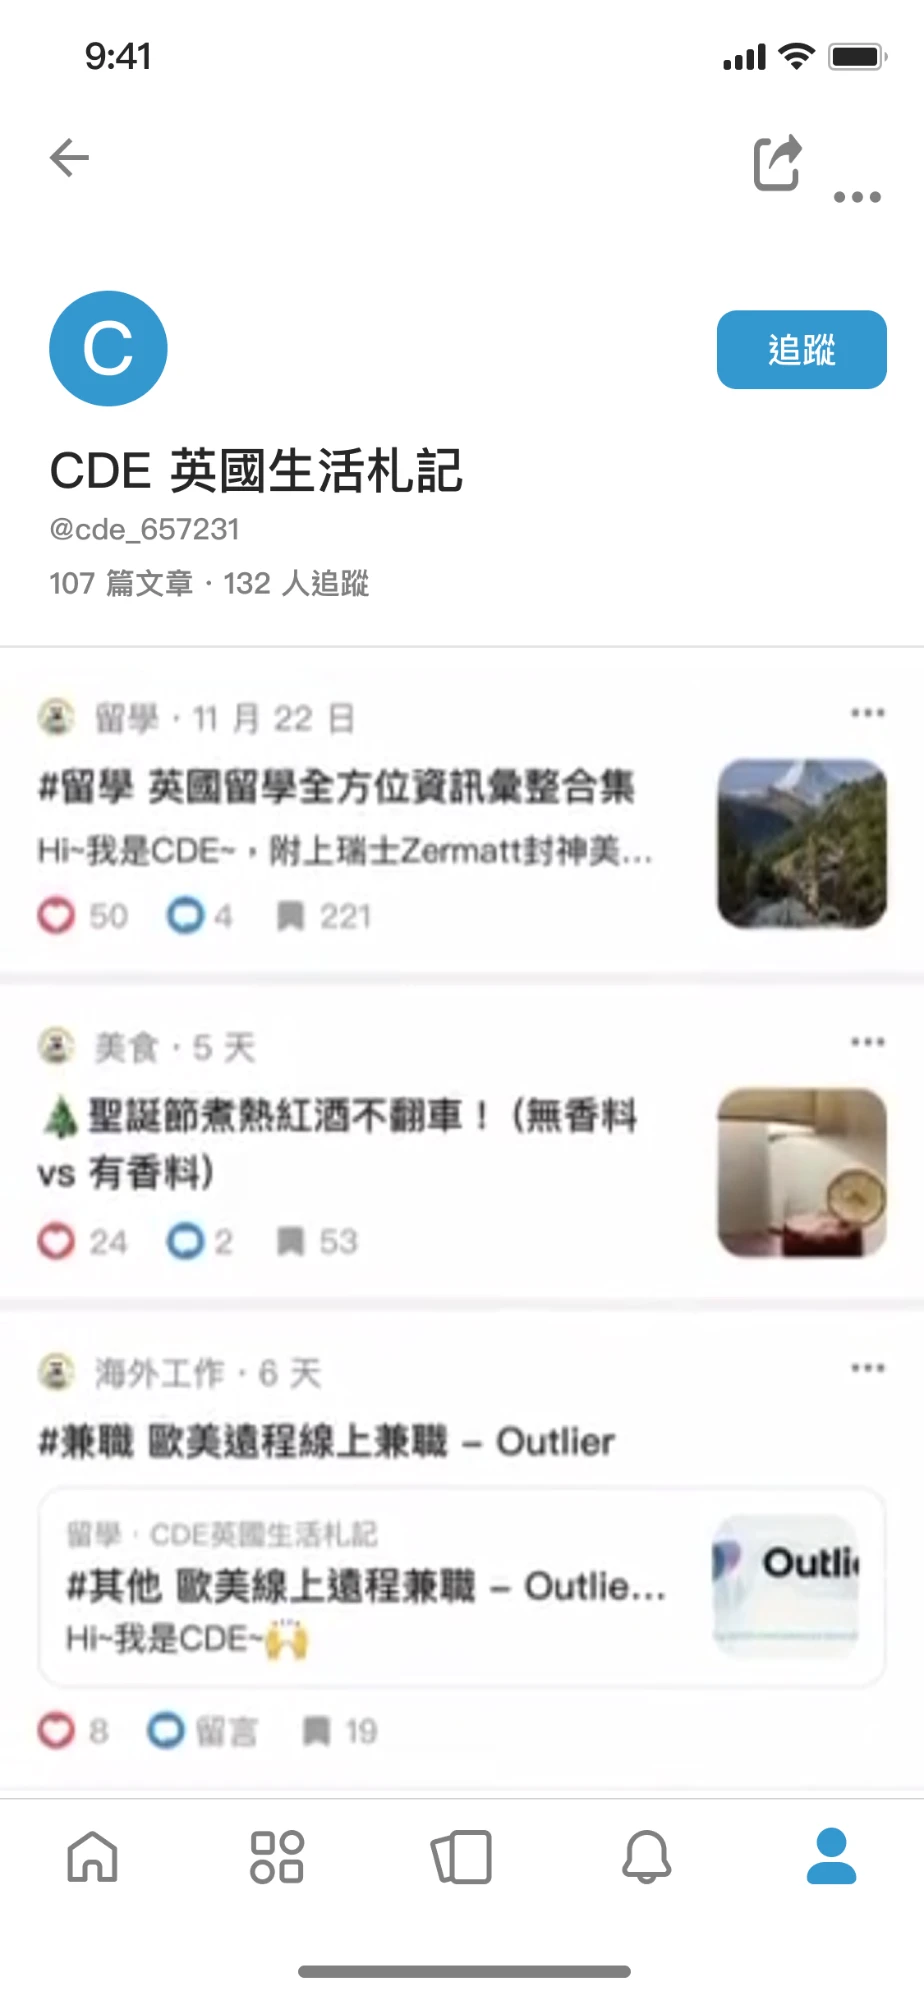 9:41
C
追蹤
CDE 英國生活札記
@cde_657231
107 篇文章 · 132 人追蹤
留學 · 11 月 22 日
#留學 英國留學全方位資訊彙整合集
Hi~我是CDE~，附上瑞士Zermatt封神美...
50 4 221
美食 · 5 天
🎄聖誕節煮熱紅酒不翻車！（無香料
vs 有香料）
24 2 53
海外工作 · 6 天
#兼職 歐美遠程線上兼職 – Outlier
留學 · CDE英國生活札記
#其他 歐美線上遠程兼職 – Outlie...
Hi~我是CDE~🙌
Outlie
8 留言 19